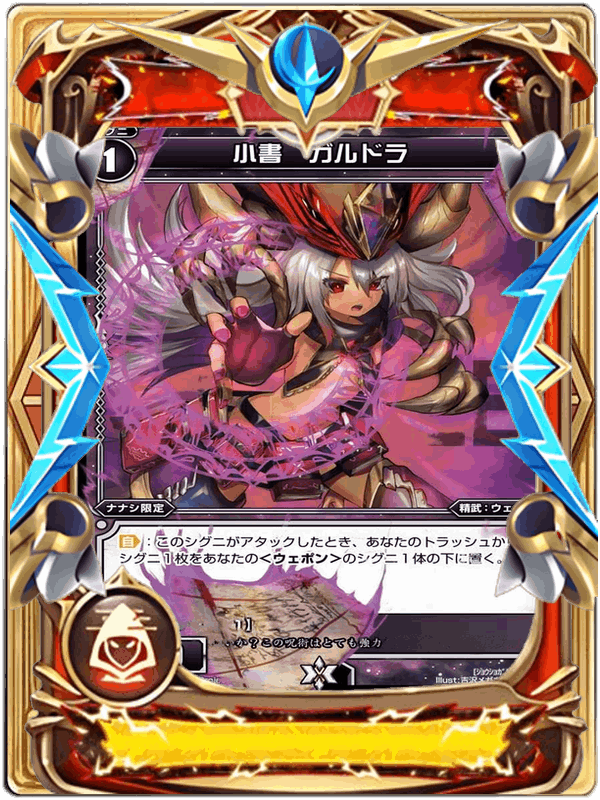 グニ
1
小書　ガルドラ
ナナシ限定
精武：ウェ
自：このシグニがアタックしたとき、あなたのトラッシュか
シグニ１枚をあなたの＜ウェポン＞のシグニ１体の下に置く。
いか？この呪術はとても強力